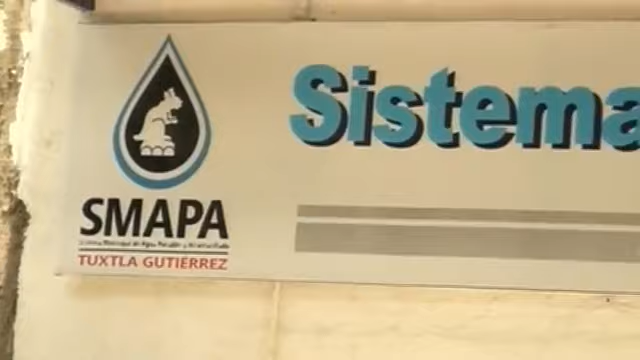 Sistema
SMAPA
Sistema Municipal de Agua Potable y Alcantarillado
TUXTLA GUTIÉRREZ